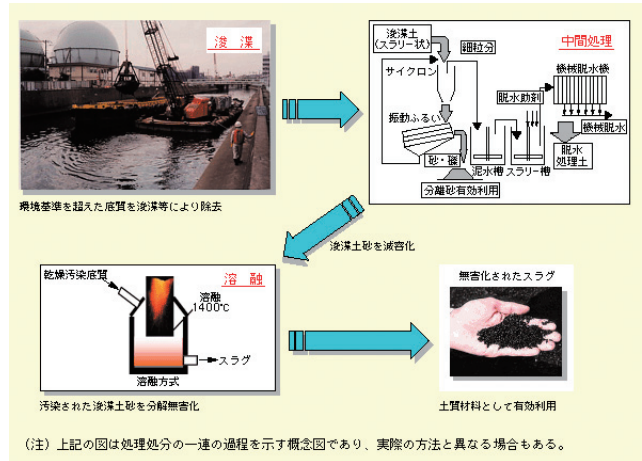 浚渫
環境基準を超えた底質を浚渫等により除去
中間処理
浚渫土
(スラリー状)
細粒分
サイクロン
機械脱水機
脱水助剤
振動ふるい
機械脱水
砂・礫
泥水槽
スラリー槽
脱水
処理土
分離砂有効利用
浚渫土砂を減容化
溶融
乾燥汚染底質
溶融
1400℃
スラグ
溶融方式
汚染された浚渫土砂を分解無害化
無害化されたスラグ
土質材料として有効利用
(注)上記の図は処理処分の一連の過程を示す概念図であり、実際の方法と異なる場合もある。